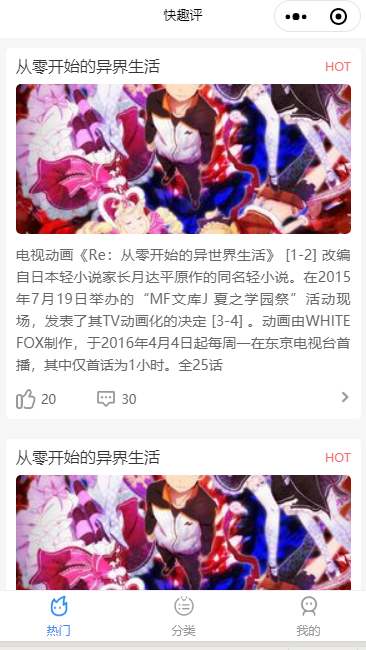 快趣评
从零开始的异界生活 HOT
电视动画《Re：从零开始的异世界生活》 [1-2] 改编
自日本轻小说家长月达平原作的同名轻小说。在2015
年7月19日举办的“MF文库J 夏之学园祭”活动现
场，发表了其TV动画化的决定 [3-4] 。动画由WHITE
FOX制作，于2016年4月4日起每周一在东京电视台首
播，其中仅首话为1小时。全25话
20 30
从零开始的异界生活 HOT
热门 分类 我的